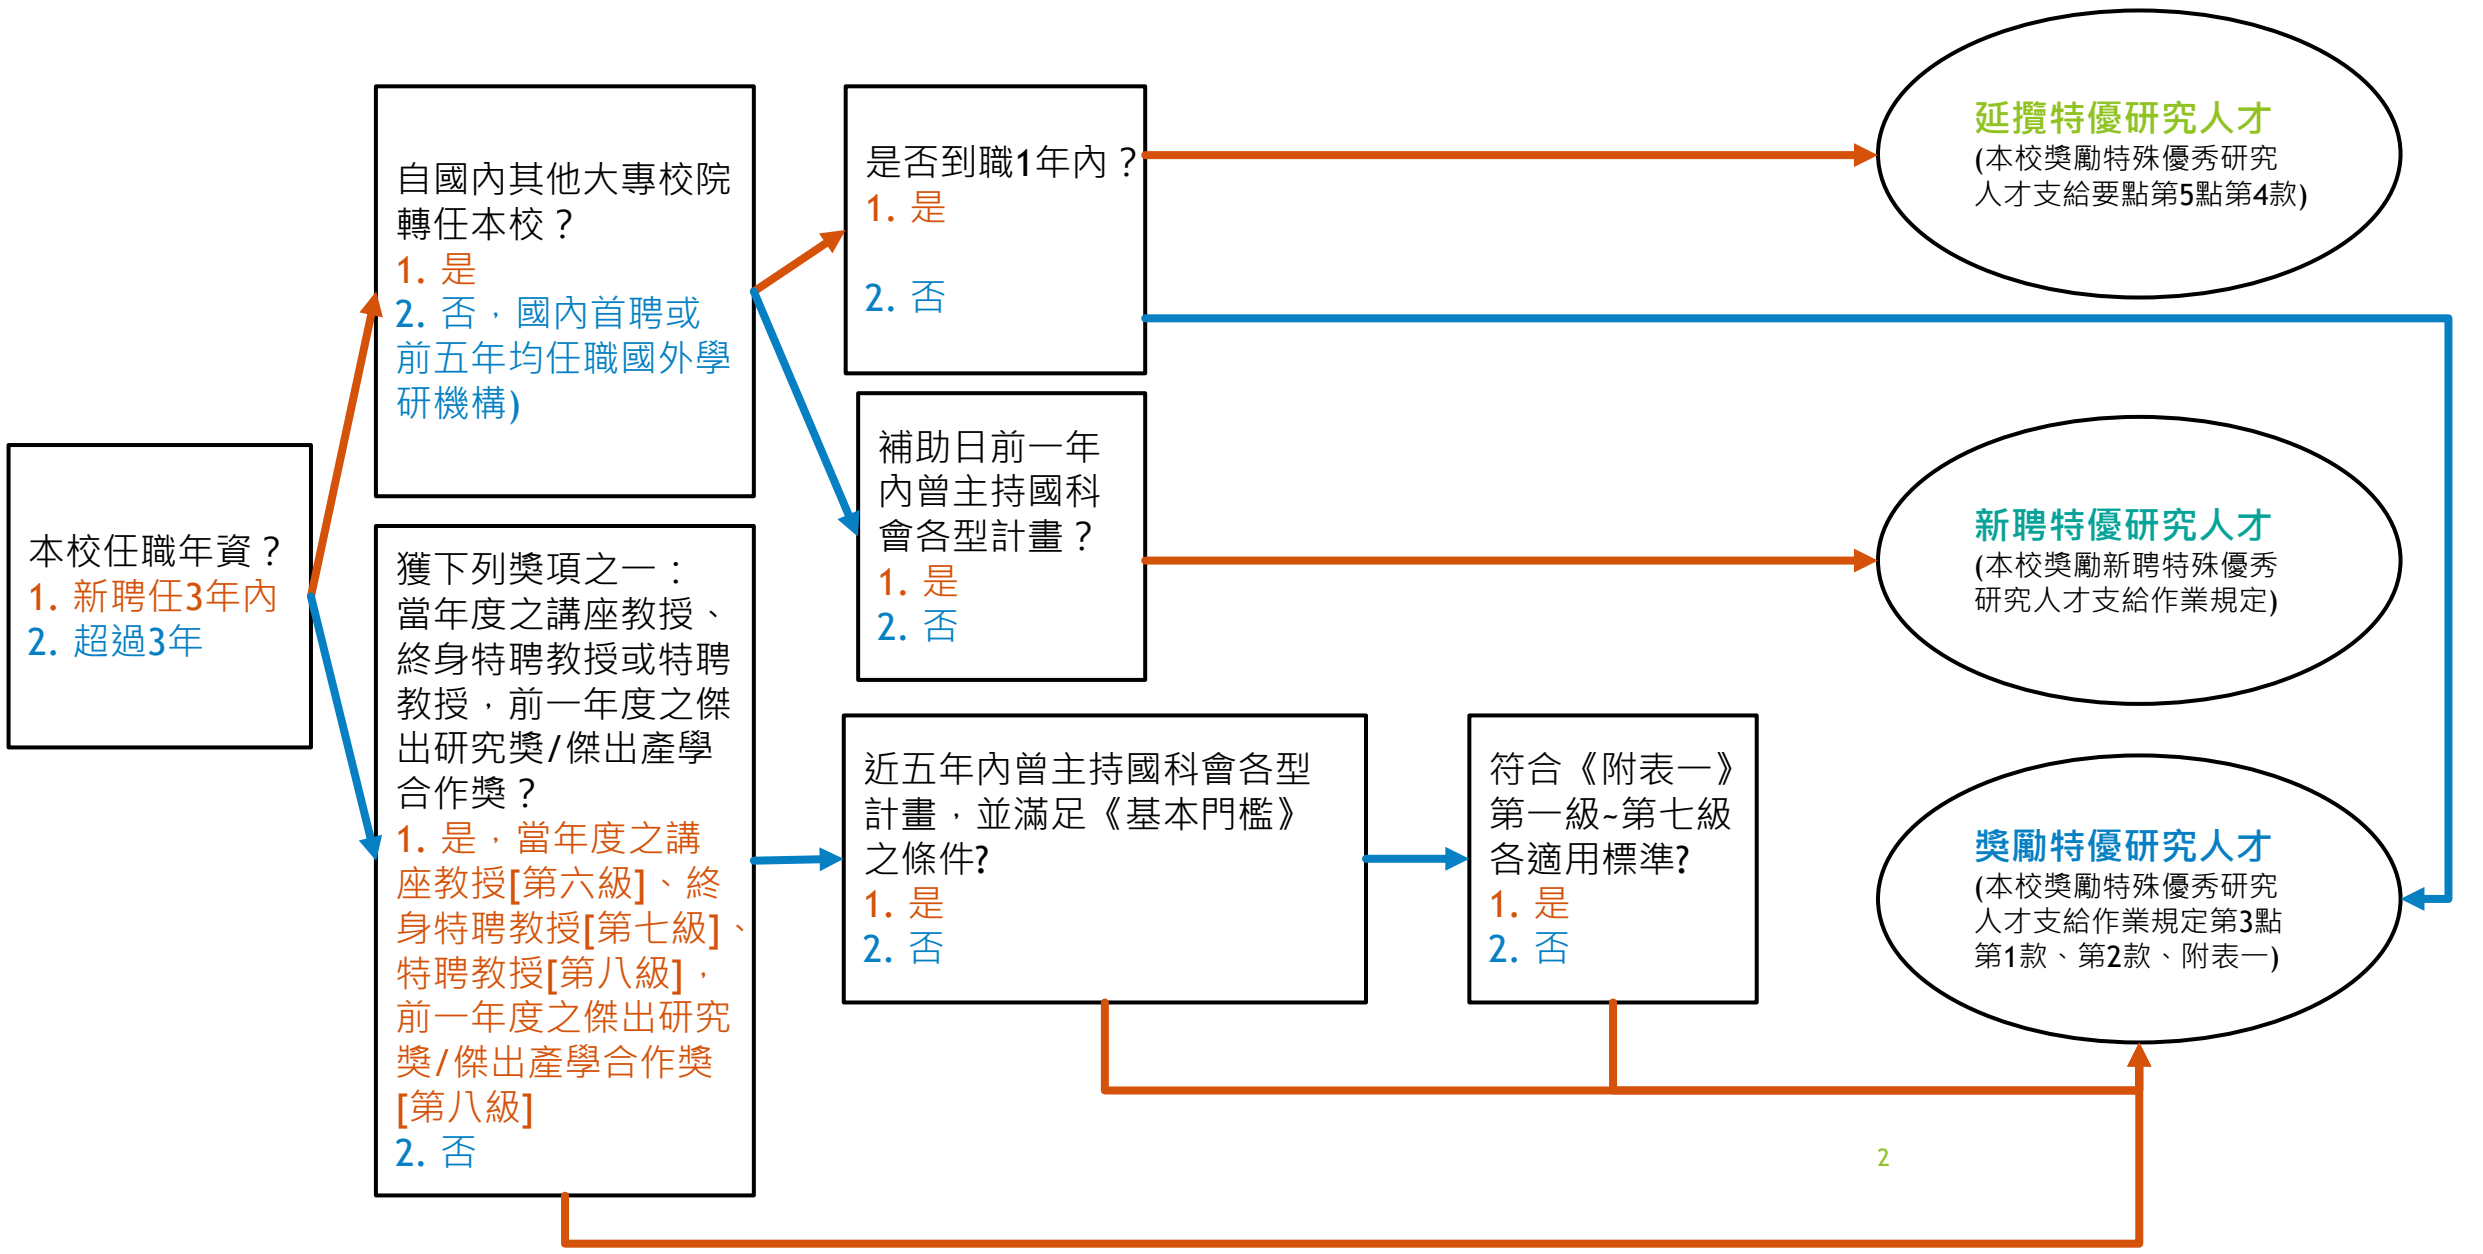 本校任職年資？
1. 新聘任3年內
2. 超過3年
自國內其他大專校院
轉任本校？
1. 是
2. 否，國內首聘或
前五年均任職國外學
研機構)
獲下列獎項之一：
當年度之講座教授、
終身特聘教授或特聘
教授，前一年度之傑
出研究獎/傑出產學
合作獎？
1. 是，當年度之講
座教授[第六級]、終
身特聘教授[第七級]、
特聘教授[第八級]，
前一年度之傑出研究
獎/傑出產學合作獎
[第八級]
2. 否
是否到職1年內？
1. 是
2. 否
補助日前一年
內曾主持國科
會各型計畫？
1. 是
2. 否
近五年內曾主持國科會各型
計畫，並滿足《基本門檻》
之條件?
1. 是
2. 否
符合《附表一》
第一級~第七級
各適用標準?
1. 是
2. 否
延攬特優研究人才
(本校獎勵特殊優秀研究
人才支給要點第5點第4款)
新聘特優研究人才
(本校獎勵新聘特殊優秀
研究人才支給作業規定)
獎勵特優研究人才
(本校獎勵特殊優秀研究
人才支給作業規定第3點
第1款、第2款、附表一)
2